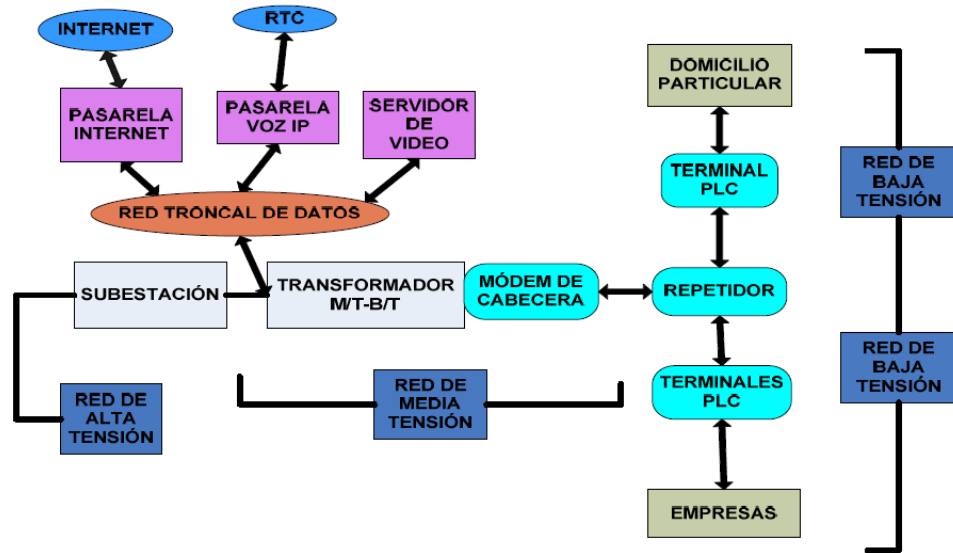 INTERNET
RTC
PASARELA
INTERNET
PASARELA
VOZ IP
SERVIDOR
DE
VIDEO
RED TRONCAL DE DATOS
SUBESTACIÓN
TRANSFORMADOR
M/T-B/T
MÓDEM DE
CABECERA
REPETIDOR
DOMICILIO
PARTICULAR
TERMINAL
PLC
TERMINALES
PLC
EMPRESAS
RED DE
ALTA
TENSIÓN
RED DE
MEDIA
TENSIÓN
RED DE
BAJA
TENSIÓN
RED DE
BAJA
TENSIÓN